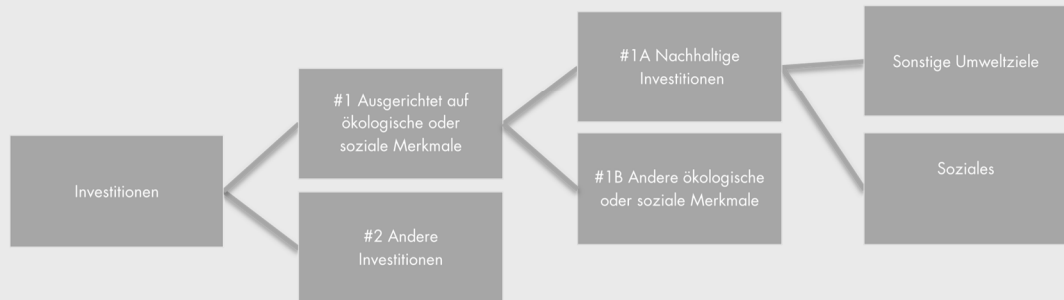 Investitionen
#1 Ausgerichtet auf
ökologische oder
soziale Merkmale
#2 Andere
Investitionen
#1A Nachhaltige
Investitionen
#1B Andere ökologische
oder soziale Merkmale
Sonstige Umweltziele
Soziales